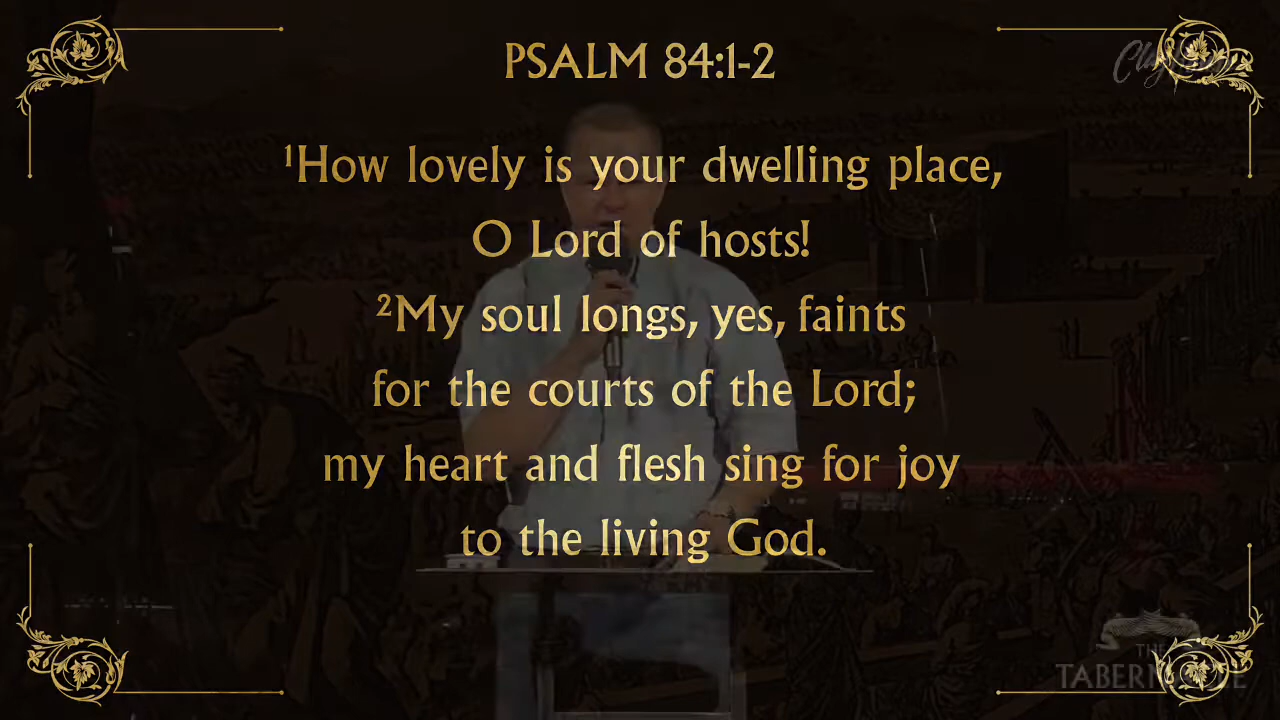 PSALM 84:1-2
¹How lovely is your dwelling place,
O Lord of hosts!
²My soul longs, yes, faints
for the courts of the Lord;
my heart and flesh sing for joy
to the living God.
THE